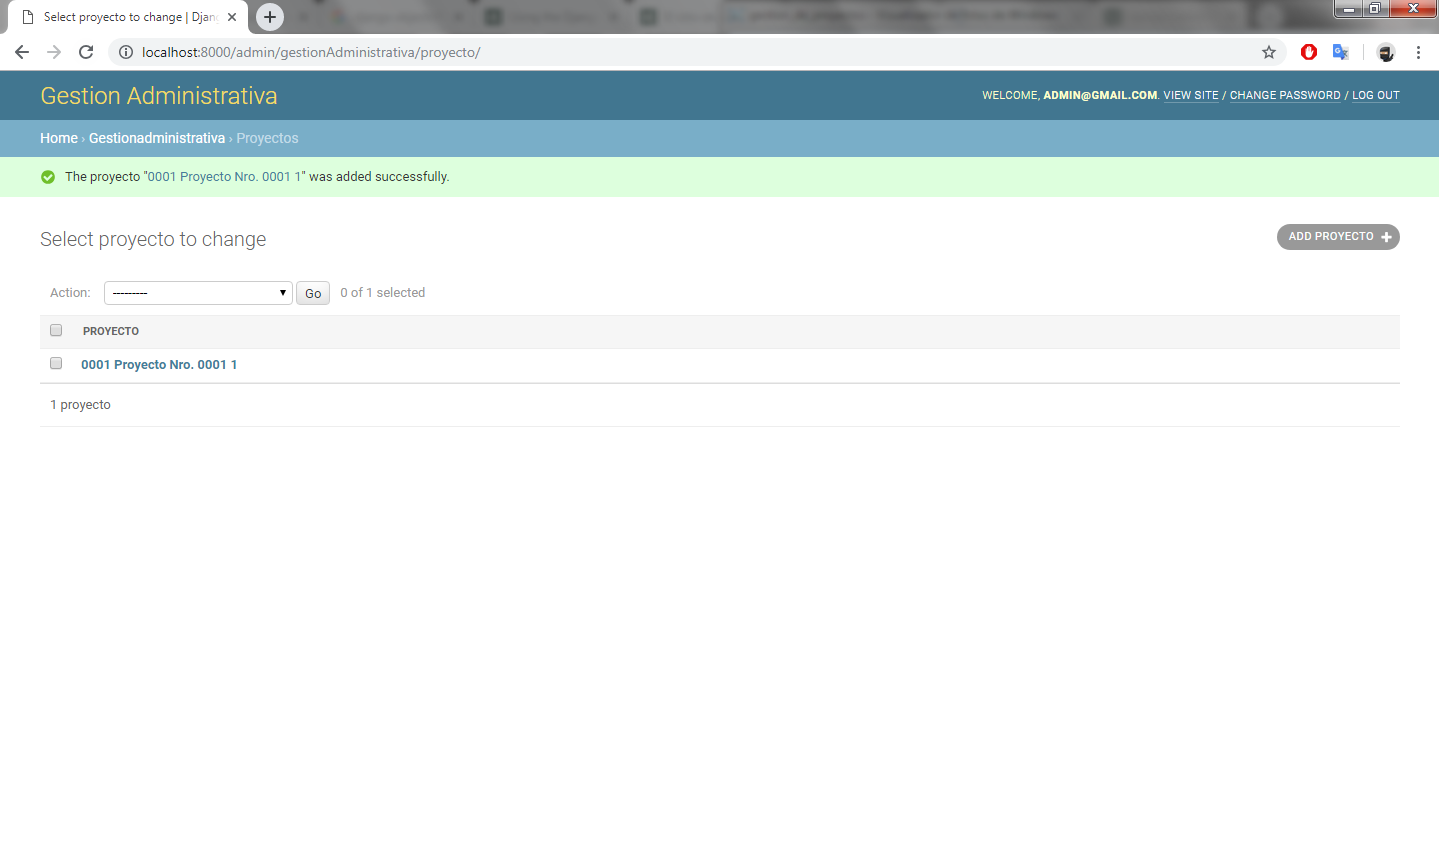 Select proyecto to change | Djang
localhost:8000/admin/gestionAdministrativa/proyecto/
Gestion Administrativa
WELCOME, ADMIN@GMAIL.COM. VIEW SITE / CHANGE PASSWORD / LOG OUT
Home › Gestionadministrativa › Proyectos
The proyecto "0001 Proyecto Nro. 0001 1" was added successfully.
Select proyecto to change
ADD PROYECTO
Action: --------- Go 0 of 1 selected
PROYECTO
0001 Proyecto Nro. 0001 1
1 proyecto